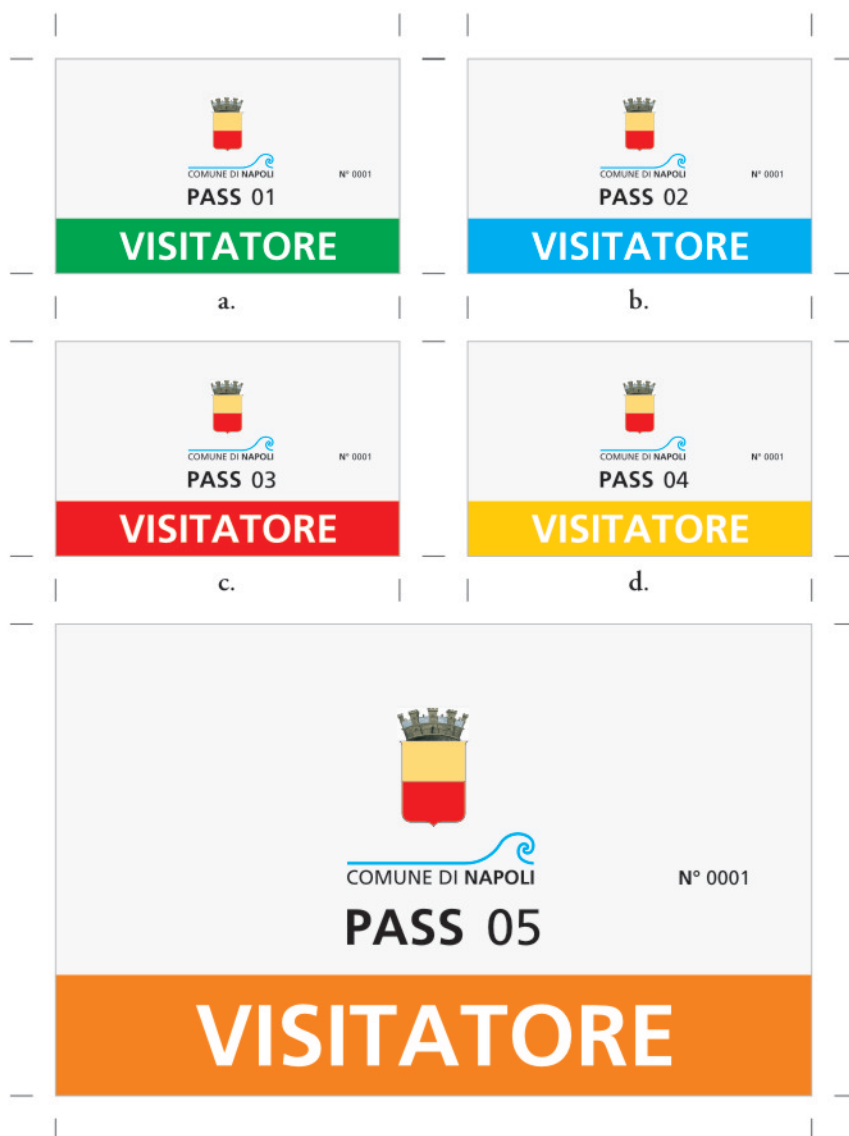 COMUNE DI NAPOLI
N° 0001
PASS 01
VISITATORE
a.
COMUNE DI NAPOLI
N° 0001
PASS 02
VISITATORE
b.
COMUNE DI NAPOLI
N° 0001
PASS 03
VISITATORE
c.
COMUNE DI NAPOLI
N° 0001
PASS 04
VISITATORE
d.
COMUNE DI NAPOLI
N° 0001
PASS 05
VISITATORE